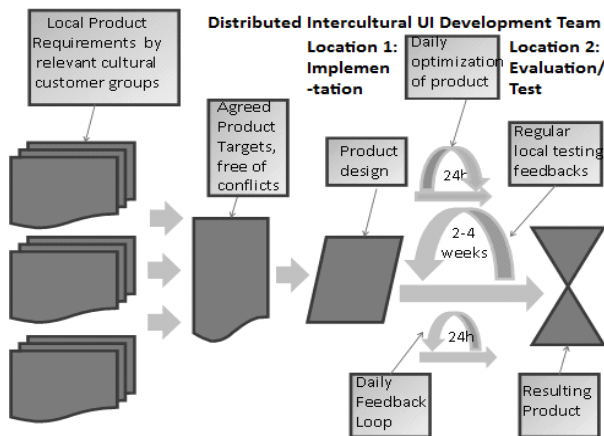 Local Product
Requirements by
relevant cultural
customer groups
Distributed Intercultural UI Development Team
Location 1:
Implemen
-tation
Daily
optimization
of product
Location 2:
Evaluation/
Test
Agreed
Product
Targets,
free of
conflicts
Product
design
24h
Regular
local testing
feedbacks
2-4
weeks
24h
Daily
Feedback
Loop
Resulting
Product